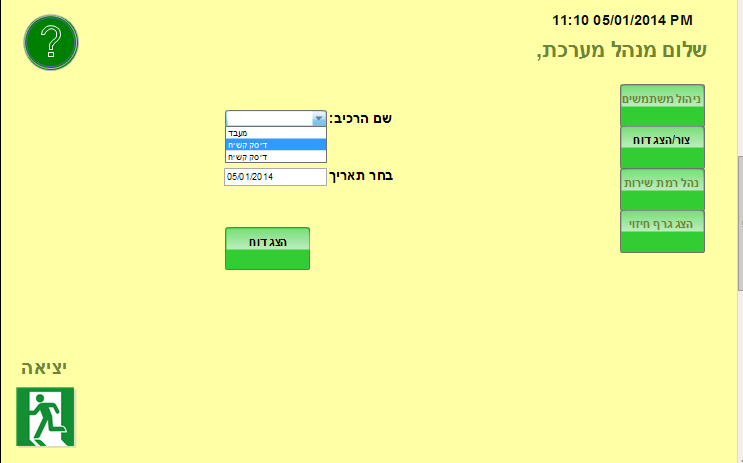 11:10 05/01/2014 PM
שלום מנהל מערכת,
ניהול משתמשים
צור/הצג דוח
נהל רמת שירות
הצג גרף חיזוי
שם הרכיב:
מעבד
דיסק קשיח
דיסק קשיח
בחר תאריך
05/01/2014
הצג דוח
יציאה
?